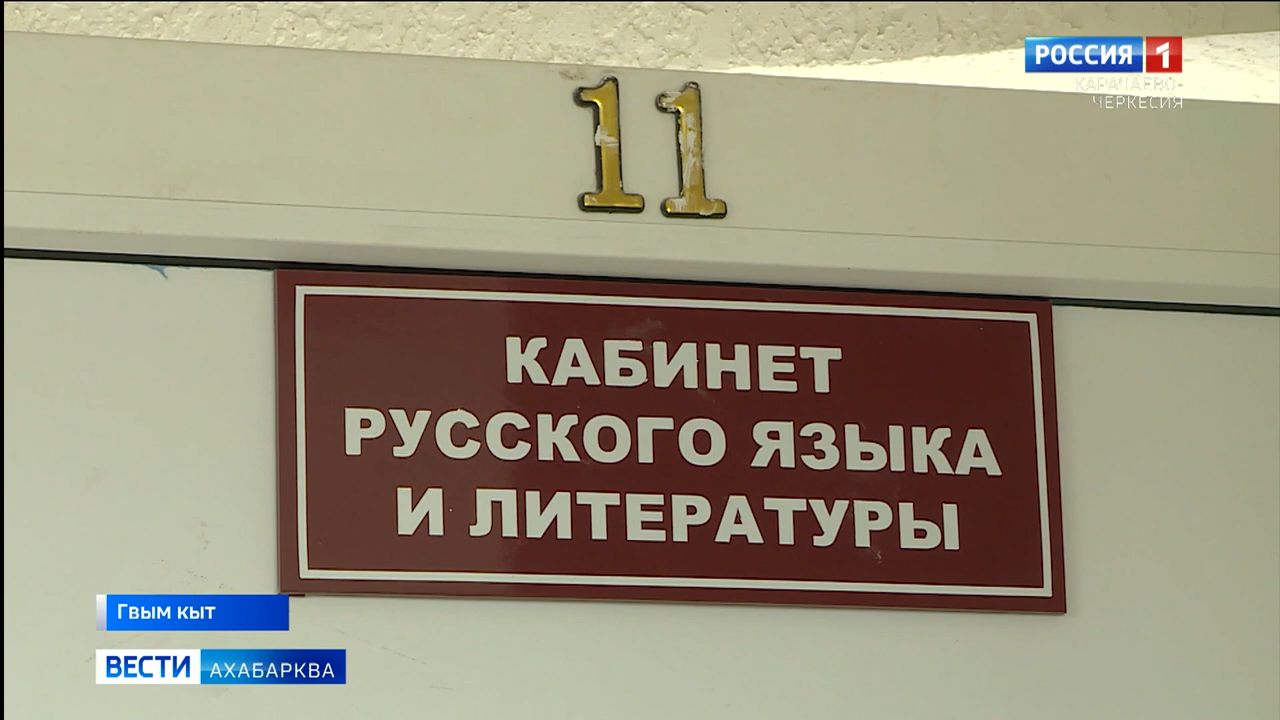 РОССИЯ 1
КАРАЧАЕВО-
ЧЕРКЕСИЯ
11
КАБИНЕТ
РУССКОГО ЯЗЫКА
И ЛИТЕРАТУРЫ
Гвым кыт
ВЕСТИ АХАБАРКВА